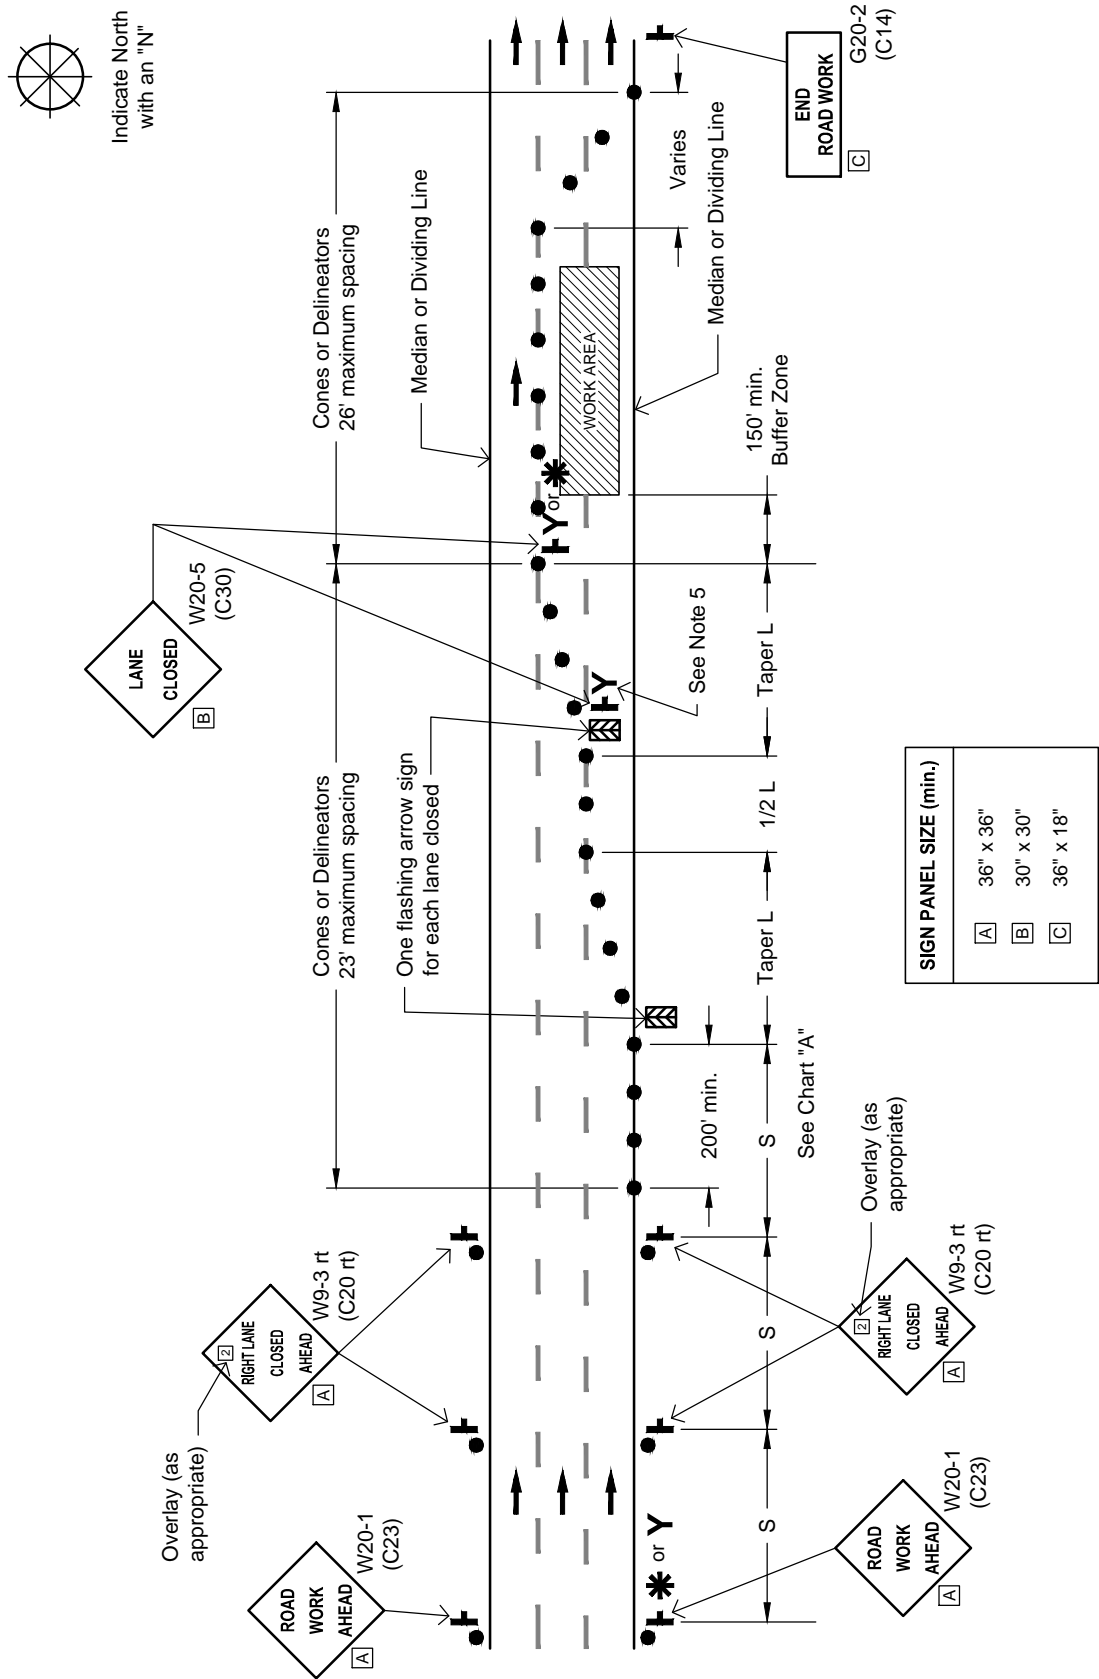 Indicate North
with an "N"
Cones or Delineators
26' maximum spacing
Cones or Delineators
23' maximum spacing
LANE
CLOSED
B
W20-5
(C30)
One flashing arrow sign
for each lane closed
Median or Dividing Line
Overlay (as
appropriate)
2
RIGHT LANE
CLOSED
AHEAD
A
W9-3 rt
(C20 rt)
ROAD
WORK
AHEAD
A
W20-1
(C23)
Y or
WORK AREA
Y
See Note 5
Median or Dividing Line
Varies
150' min.
Buffer Zone
Taper L
1/2 L
Taper L
200' min.
S
S
S
See Chart "A"
or Y
ROAD
WORK
AHEAD
A
W20-1
(C23)
Overlay (as
appropriate)
2
RIGHT LANE
CLOSED
AHEAD
A
W9-3 rt
(C20 rt)
END
ROAD WORK
C
G20-2
(C14)
SIGN PANEL SIZE (min.)
A 36" x 36"
B 30" x 30"
C 36" x 18"